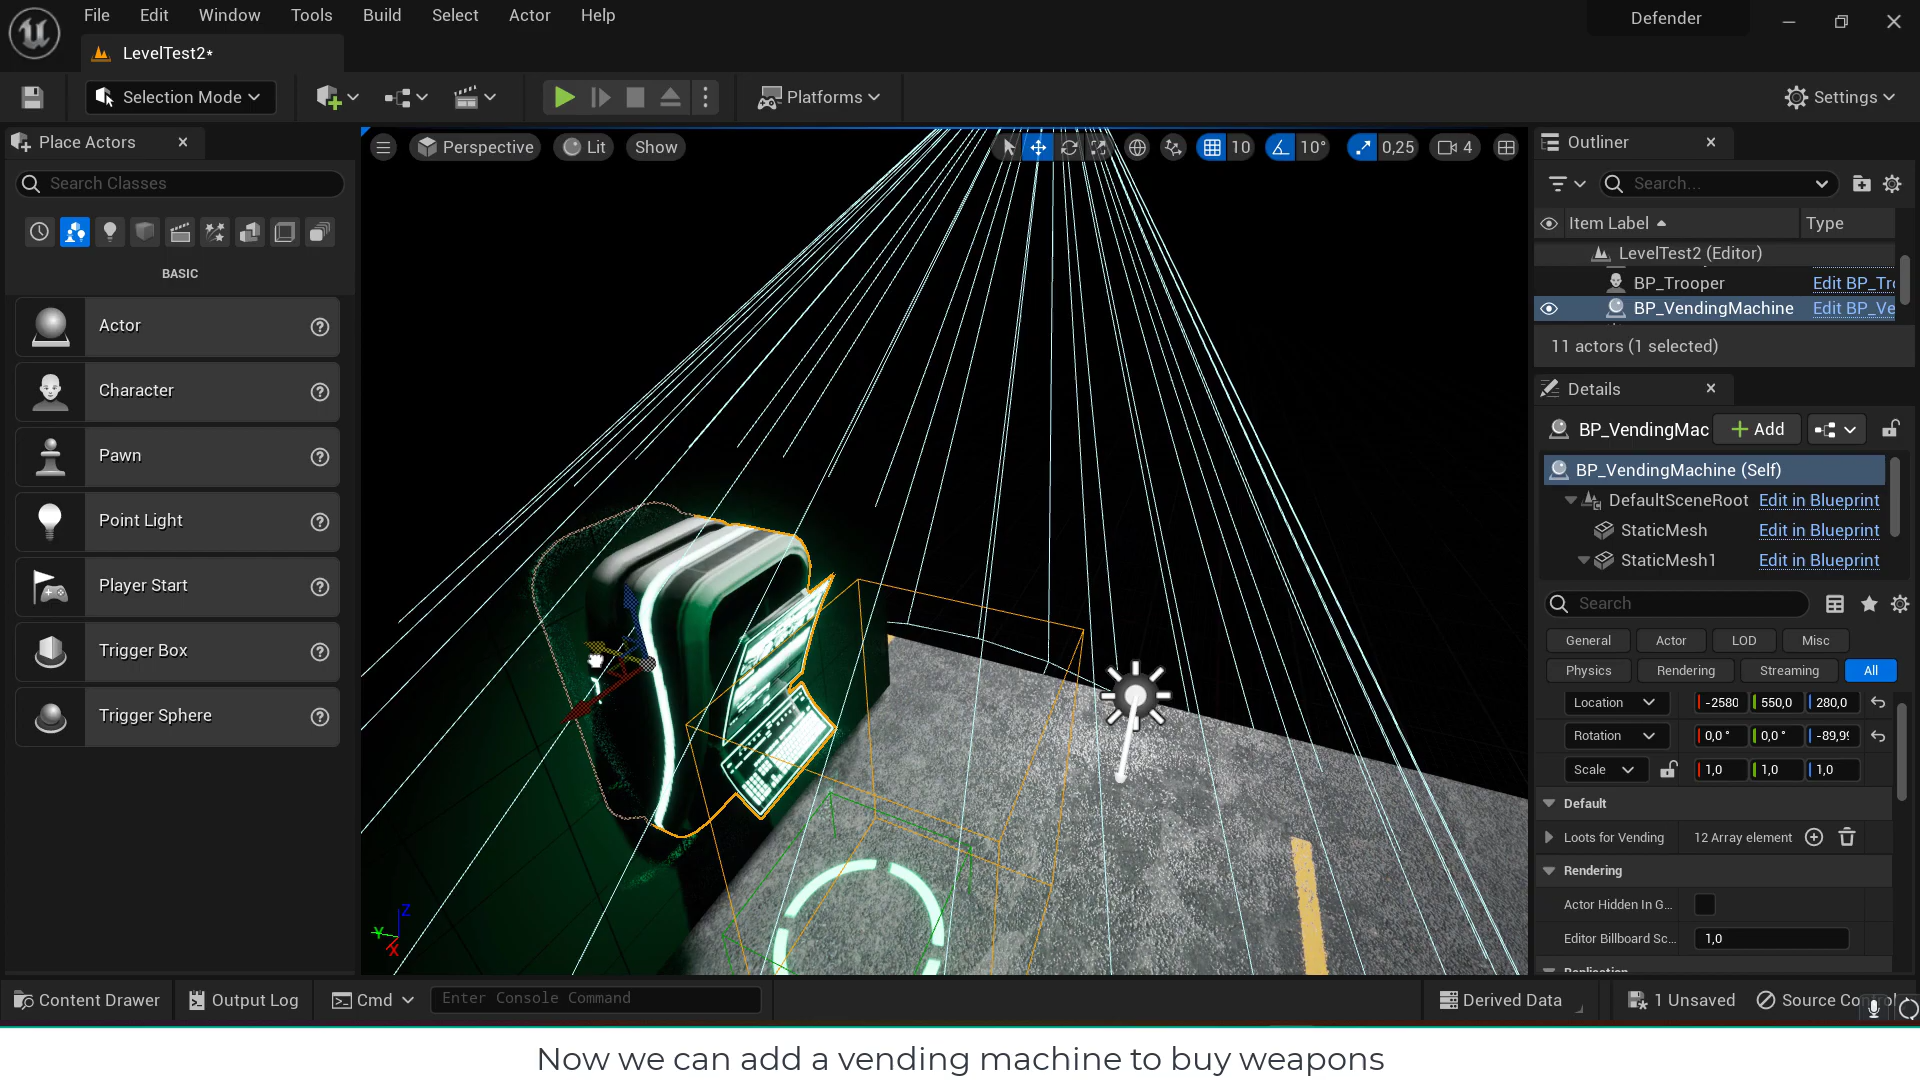 File Edit Window Tools Build Select Actor Help
Defender
LevelTest2*
Selection Mode
Platforms
Settings
Place Actors
Perspective
Lit
Show
10
10°
0,25
4
Outliner
Search Classes
Search...
Item Label
Type
BASIC
LevelTest2 (Editor)
BP_Trooper
Edit BP_Tr
BP_VendingMachine
Edit BP_Ve
11 actors (1 selected)
Actor
Character
Pawn
Point Light
Player Start
Trigger Box
Trigger Sphere
Details
BP_VendingMac
Add
BP_VendingMachine (Self)
DefaultSceneRoot
Edit in Blueprint
StaticMesh
Edit in Blueprint
StaticMesh1
Edit in Blueprint
Search
General Actor LOD Misc
Physics Rendering Streaming All
Location -2580 550,0 280,0
Rotation 0,0 ° 0,0 ° -89,9
Scale 1,0 1,0 1,0
Default
Loots for Vending 12 Array element
Rendering
Actor Hidden In G...
Editor Billboard Sc... 1,0
Replication
Z
Y
X
Content Drawer
Output Log
Cmd
Enter Console Command
Derived Data
1 Unsaved
Source Control
Now we can add a vending machine to buy weapons